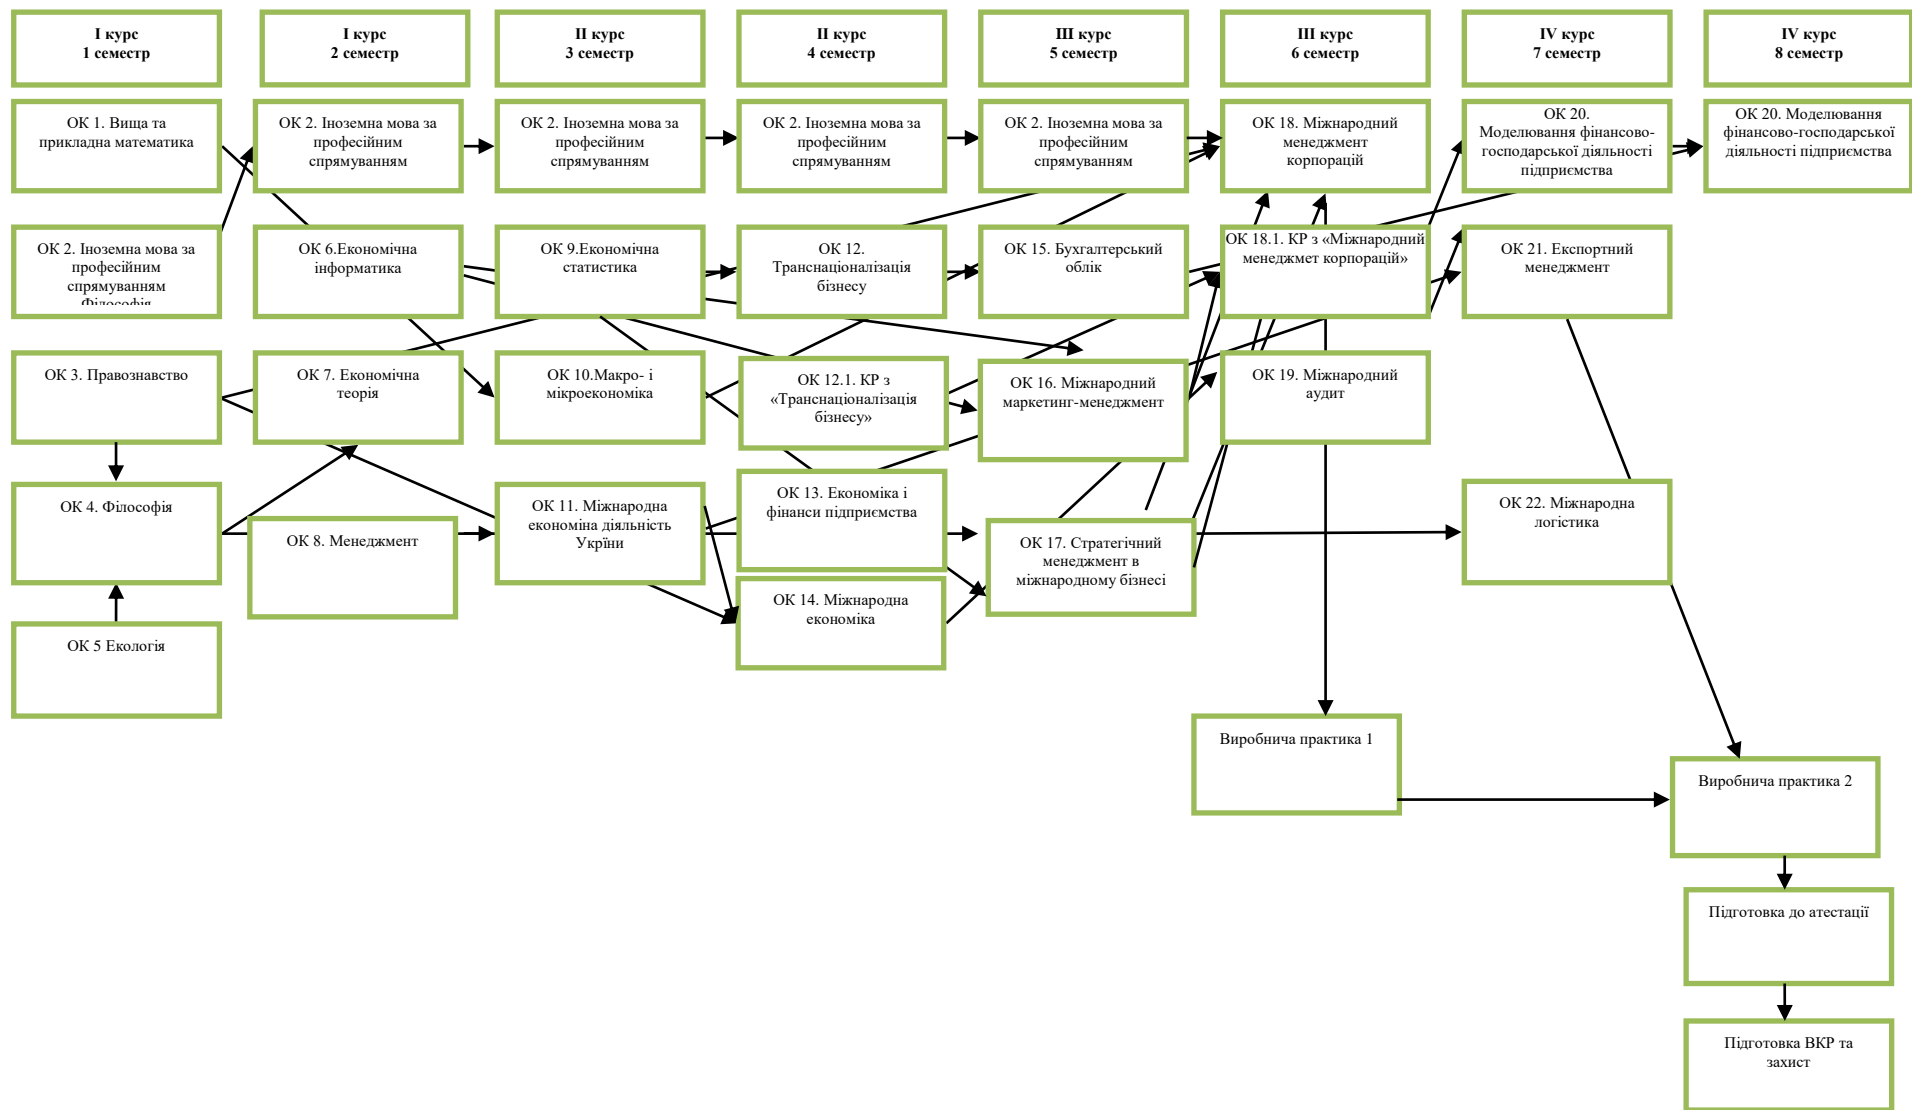 І курс
1 семестр
І курс
2 семестр
ІІ курс
3 семестр
ІІ курс
4 семестр
ІІІ курс
5 семестр
ІІІ курс
6 семестр
IV курс
7 семестр
IV курс
8 семестр
ОК 1. Вища та
прикладна математика
ОК 2. Іноземна мова за
професійним
спрямуванням
ОК 2. Іноземна мова за
професійним
спрямуванням
ОК 2. Іноземна мова за
професійним
спрямуванням
ОК 2. Іноземна мова за
професійним
спрямуванням
ОК 18. Міжнародний
менеджмент
корпорацій
ОК 20.
Моделювання фінансово-
господарської діяльності
підприємства
ОК 20. Моделювання
фінансово-господарської
діяльності підприємства
ОК 2. Іноземна мова за
професійним
спрямуванням
Філософія
ОК 6.Економічна
інформатика
ОК 9.Економічна
статистика
ОК 12.
Транснаціоналізація
бізнесу
ОК 15. Бухгалтерський
облік
ОК 18.1. КР з «Міжнародний
менеджмет корпорацій»
ОК 21. Експортний
менеджмент
ОК 3. Правознавство
ОК 7. Економічна
теорія
ОК 10.Макро- і
мікроекономіка
ОК 12.1. КР з
«Транснаціоналізація
бізнесу»
ОК 16. Міжнародний
маркетинг-менеджмент
ОК 19. Міжнародний
аудит
ОК 4. Філософія
ОК 8. Менеджмент
ОК 11. Міжнародна
економіна діяльність
Укрїни
ОК 13. Економіка і
фінанси підприємства
ОК 17. Стратегічний
менеджмент в
міжнародному бізнесі
ОК 22. Міжнародна
логістика
ОК 14. Міжнародна
економіка
ОК 5 Екологія
Виробнича практика 1
Виробнича практика 2
Підготовка до атестації
Підготовка ВКР та
захист